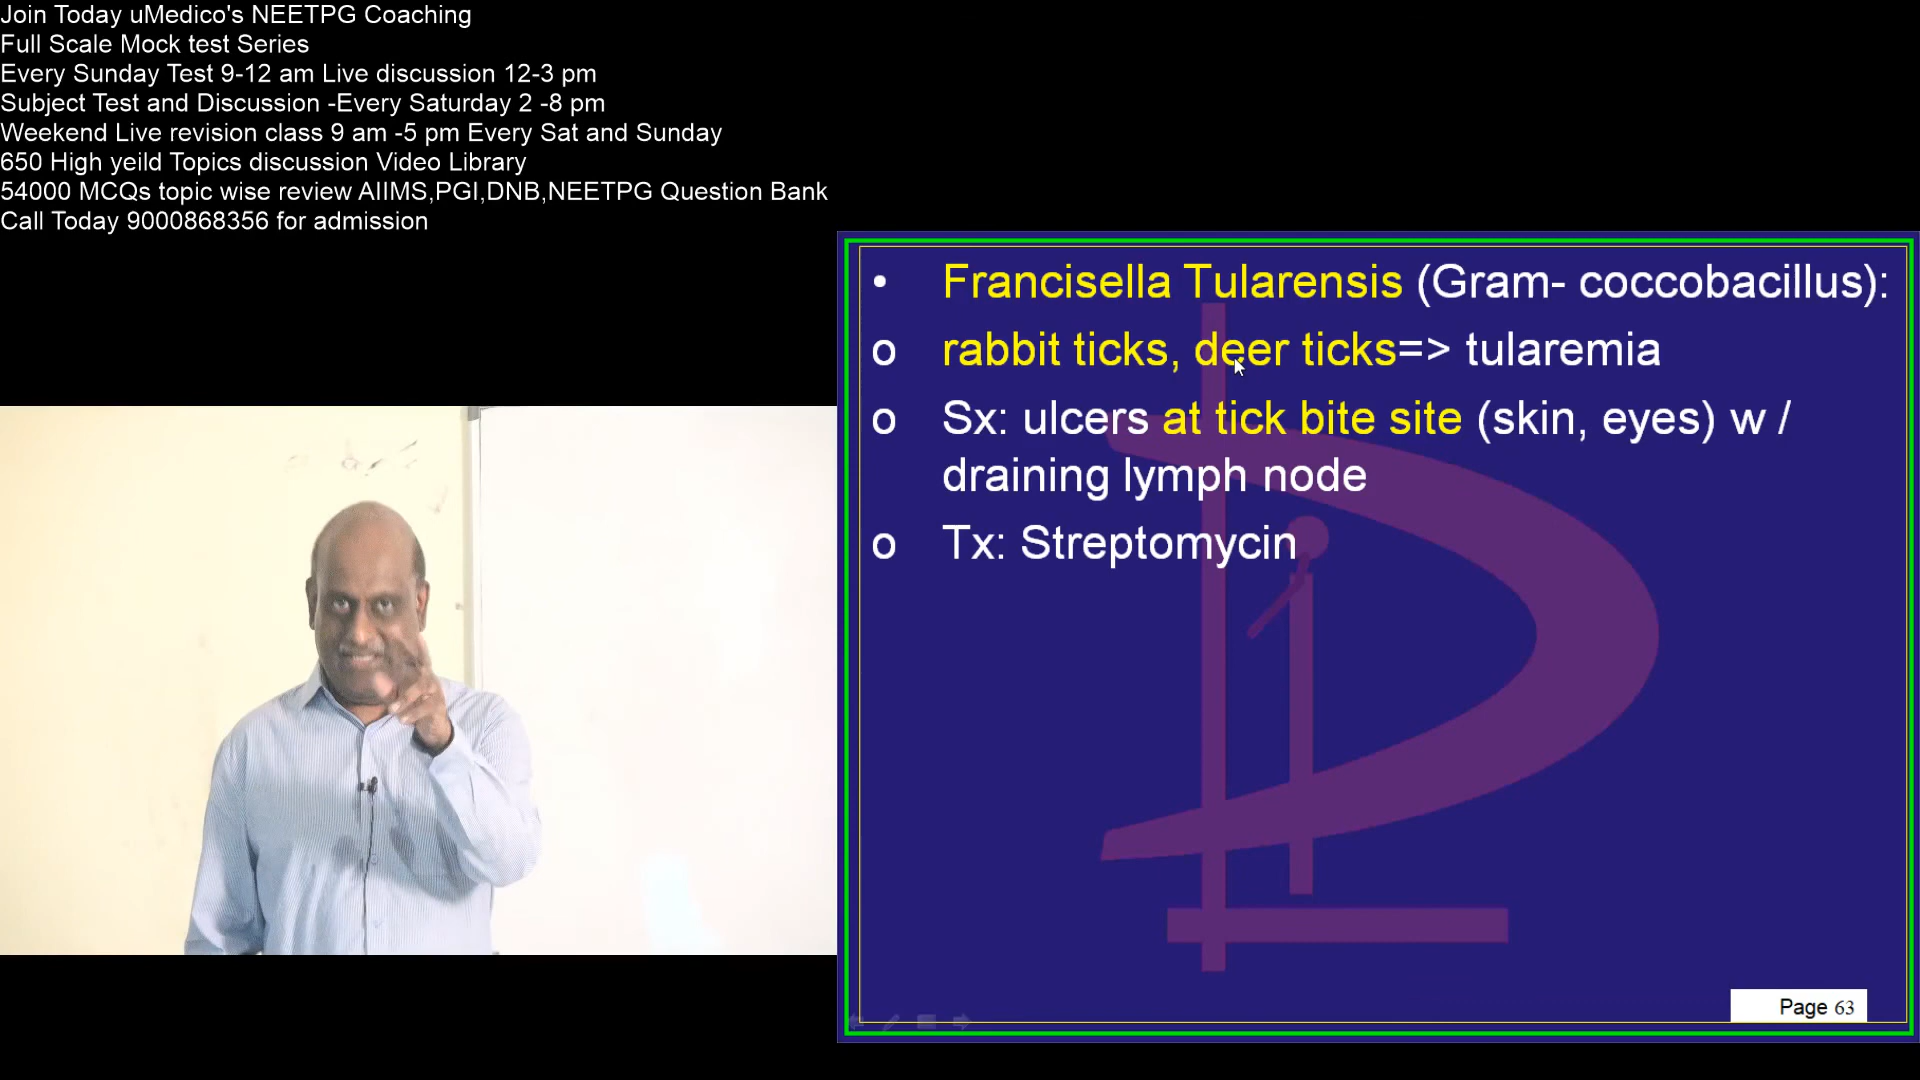 Join Today uMedico's NEETPG Coaching
Full Scale Mock test Series
Every Sunday Test 9-12 am Live discussion 12-3 pm
Subject Test and Discussion -Every Saturday 2 -8 pm
Weekend Live revision class 9 am -5 pm Every Sat and Sunday
650 High yeild Topics discussion Video Library
54000 MCQs topic wise review AIIMS,PGI,DNB,NEETPG Question Bank
Call Today 9000868356 for admission
• Francisella Tularensis (Gram- coccobacillus):
o rabbit ticks, deer ticks=> tularemia
o Sx: ulcers at tick bite site (skin, eyes) w /
draining lymph node
o Tx: Streptomycin
Page 63